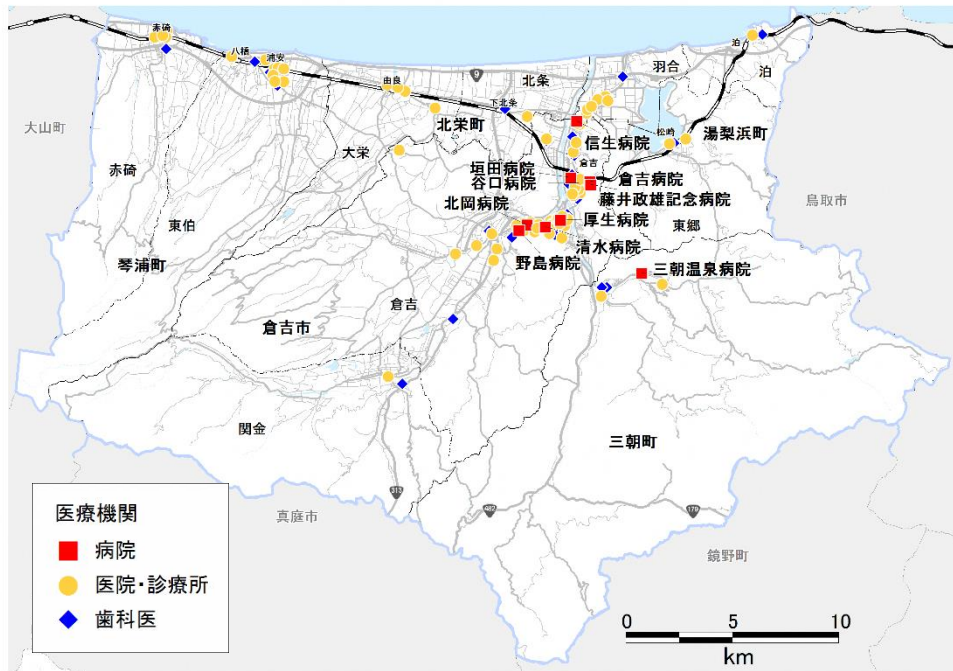 赤碕
八橋
浦安
由良
9
北条
羽合
泊
泊
下北条
大山町
北栄町
信生病院
松崎
湯梨浜町
大栄
赤碕
垣田病院
倉吉
谷口病院
倉吉病院
藤井政雄記念病院
鳥取市
北岡病院
厚生病院
東郷
東伯
清水病院
琴浦町
野島病院
三朝温泉病院
倉吉
倉吉市
関金
三朝町
313
482
179
真庭市
鏡野町
医療機関
病院
医院・診療所
歯科医
0 5 10
km